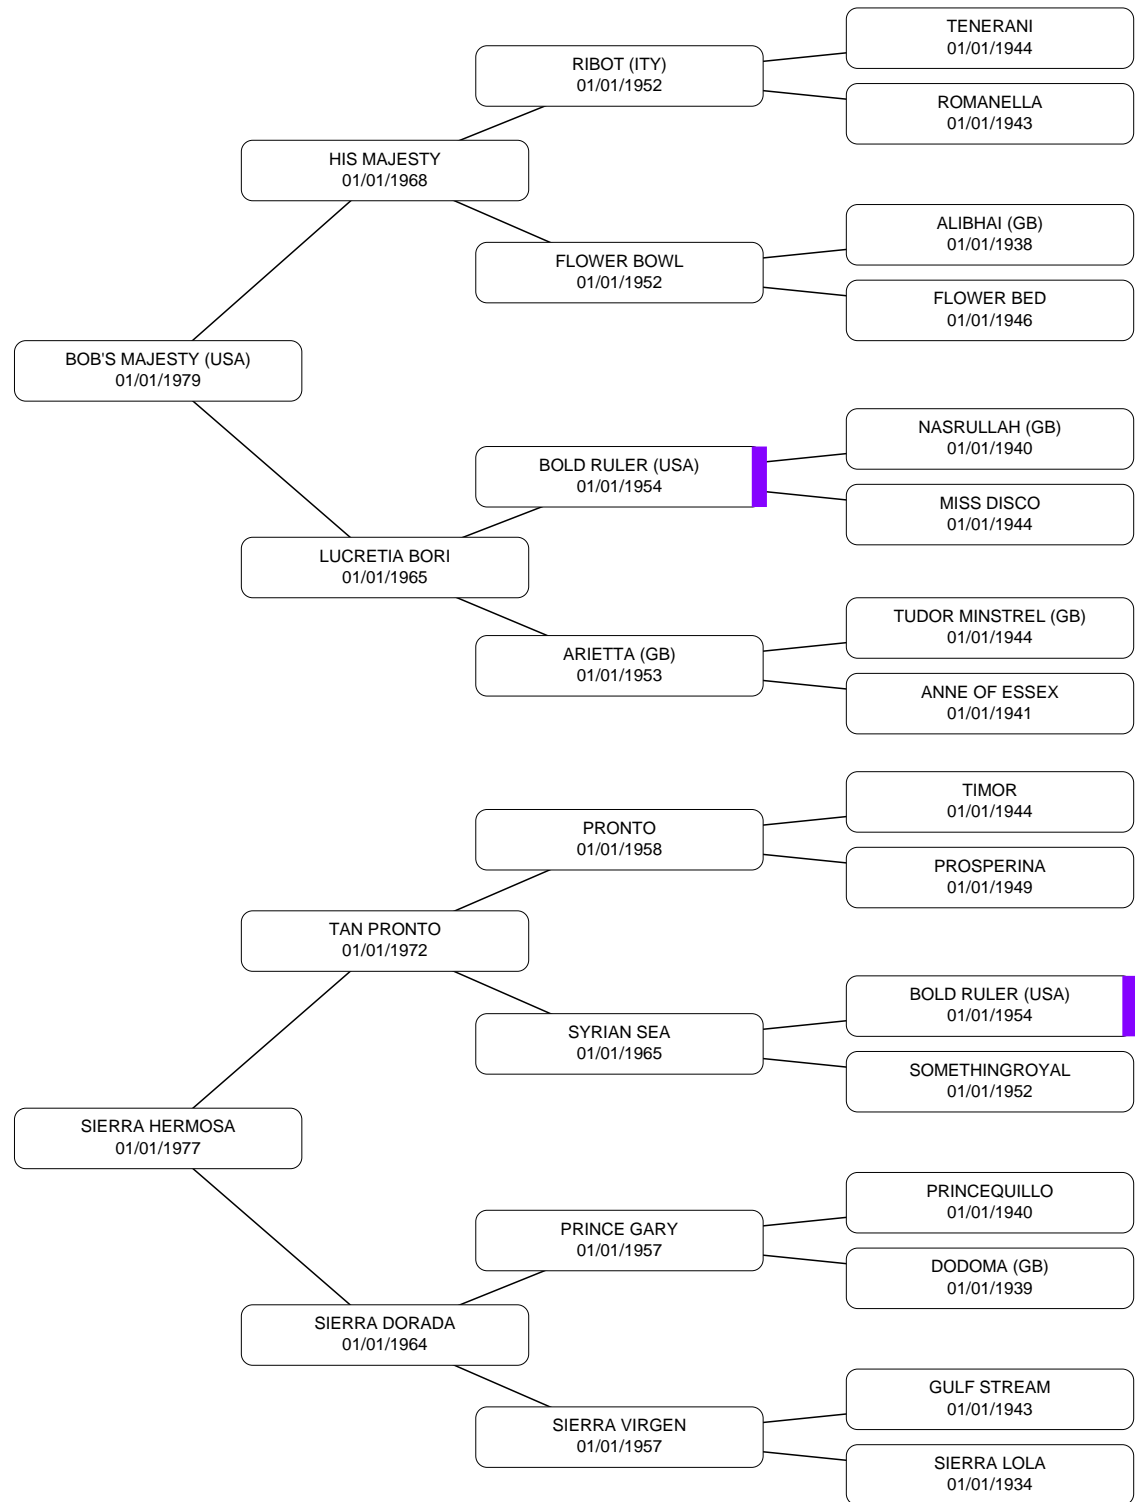 TENERANI
01/01/1944
RIBOT (ITY)
01/01/1952
ROMANELLA
01/01/1943
HIS MAJESTY
01/01/1968
ALIBHAI (GB)
01/01/1938
FLOWER BOWL
01/01/1952
FLOWER BED
01/01/1946
BOB'S MAJESTY (USA)
01/01/1979
NASRULLAH (GB)
01/01/1940
BOLD RULER (USA)
01/01/1954
MISS DISCO
01/01/1944
LUCRETIA BORI
01/01/1965
TUDOR MINSTREL (GB)
01/01/1944
ARIETTA (GB)
01/01/1953
ANNE OF ESSEX
01/01/1941
TIMOR
01/01/1944
PRONTO
01/01/1958
PROSPERINA
01/01/1949
TAN PRONTO
01/01/1972
BOLD RULER (USA)
01/01/1954
SYRIAN SEA
01/01/1965
SOMETHINGROYAL
01/01/1952
SIERRA HERMOSA
01/01/1977
PRINCEQUILLO
01/01/1940
PRINCE GARY
01/01/1957
DODOMA (GB)
01/01/1939
SIERRA DORADA
01/01/1964
GULF STREAM
01/01/1943
SIERRA VIRGEN
01/01/1957
SIERRA LOLA
01/01/1934